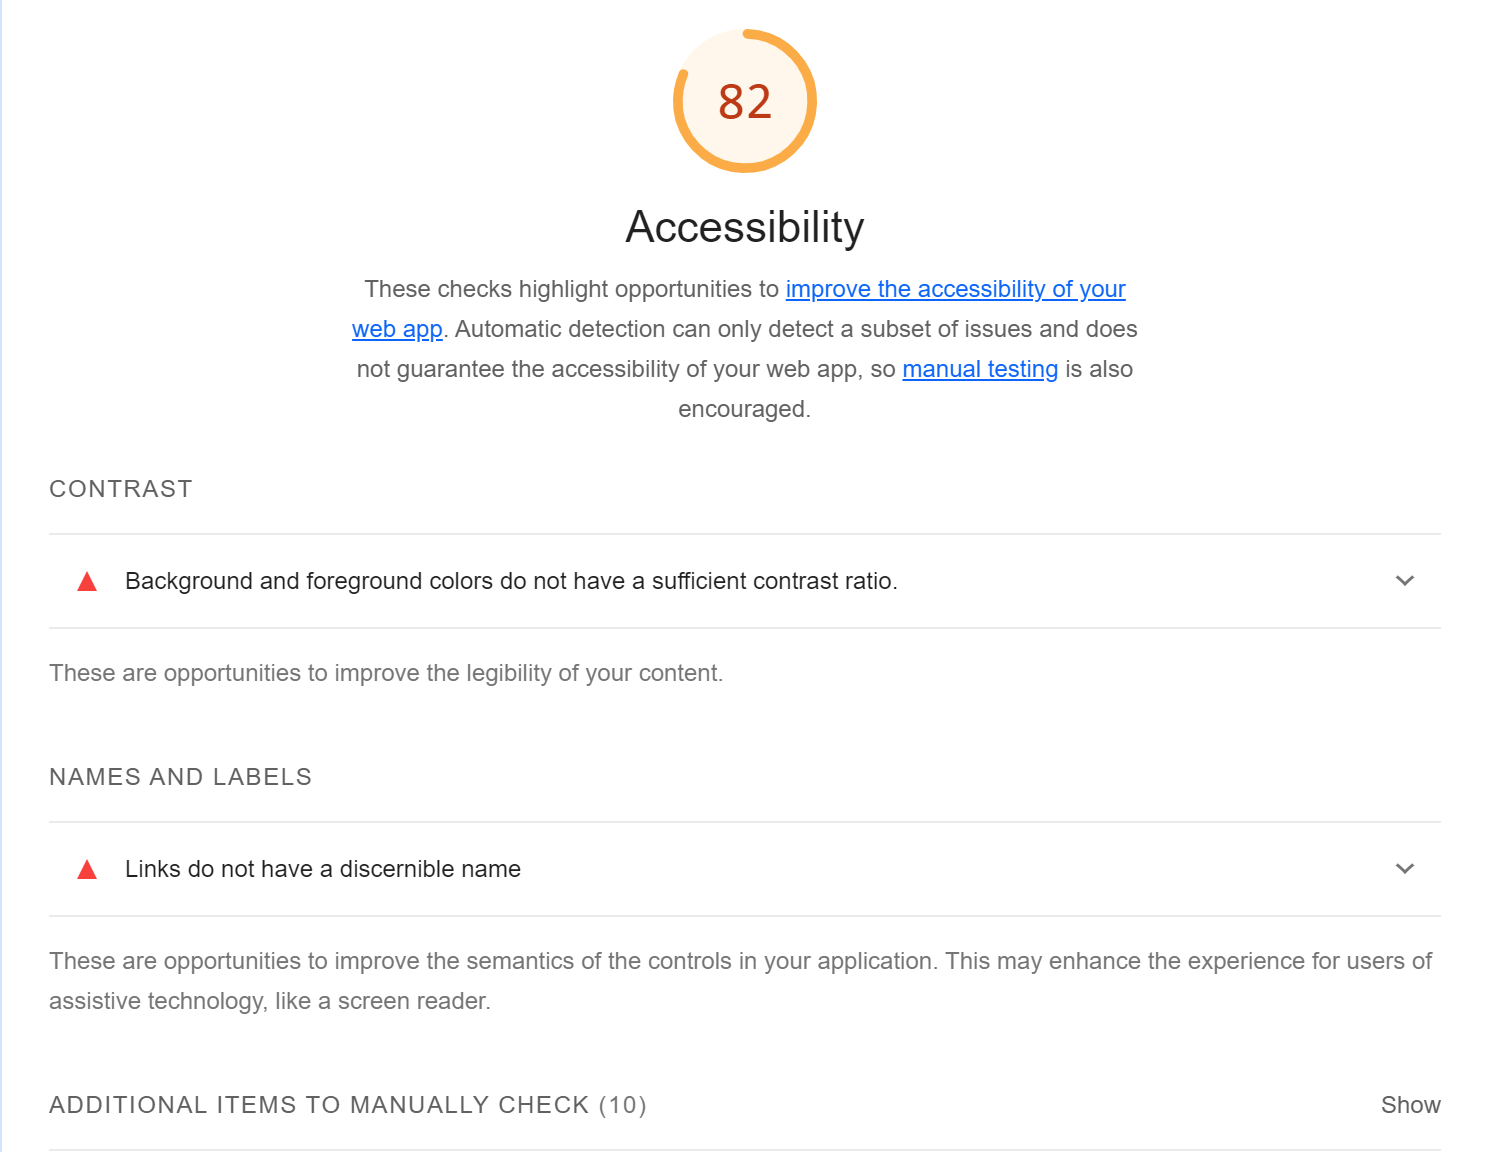 82
Accessibility
These checks highlight opportunities to improve the accessibility of your
web app. Automatic detection can only detect a subset of issues and does
not guarantee the accessibility of your web app, so manual testing is also
encouraged.
CONTRAST
Background and foreground colors do not have a sufficient contrast ratio.
These are opportunities to improve the legibility of your content.
NAMES AND LABELS
Links do not have a discernible name
These are opportunities to improve the semantics of the controls in your application. This may enhance the experience for users of
assistive technology, like a screen reader.
ADDITIONAL ITEMS TO MANUALLY CHECK (10) Show